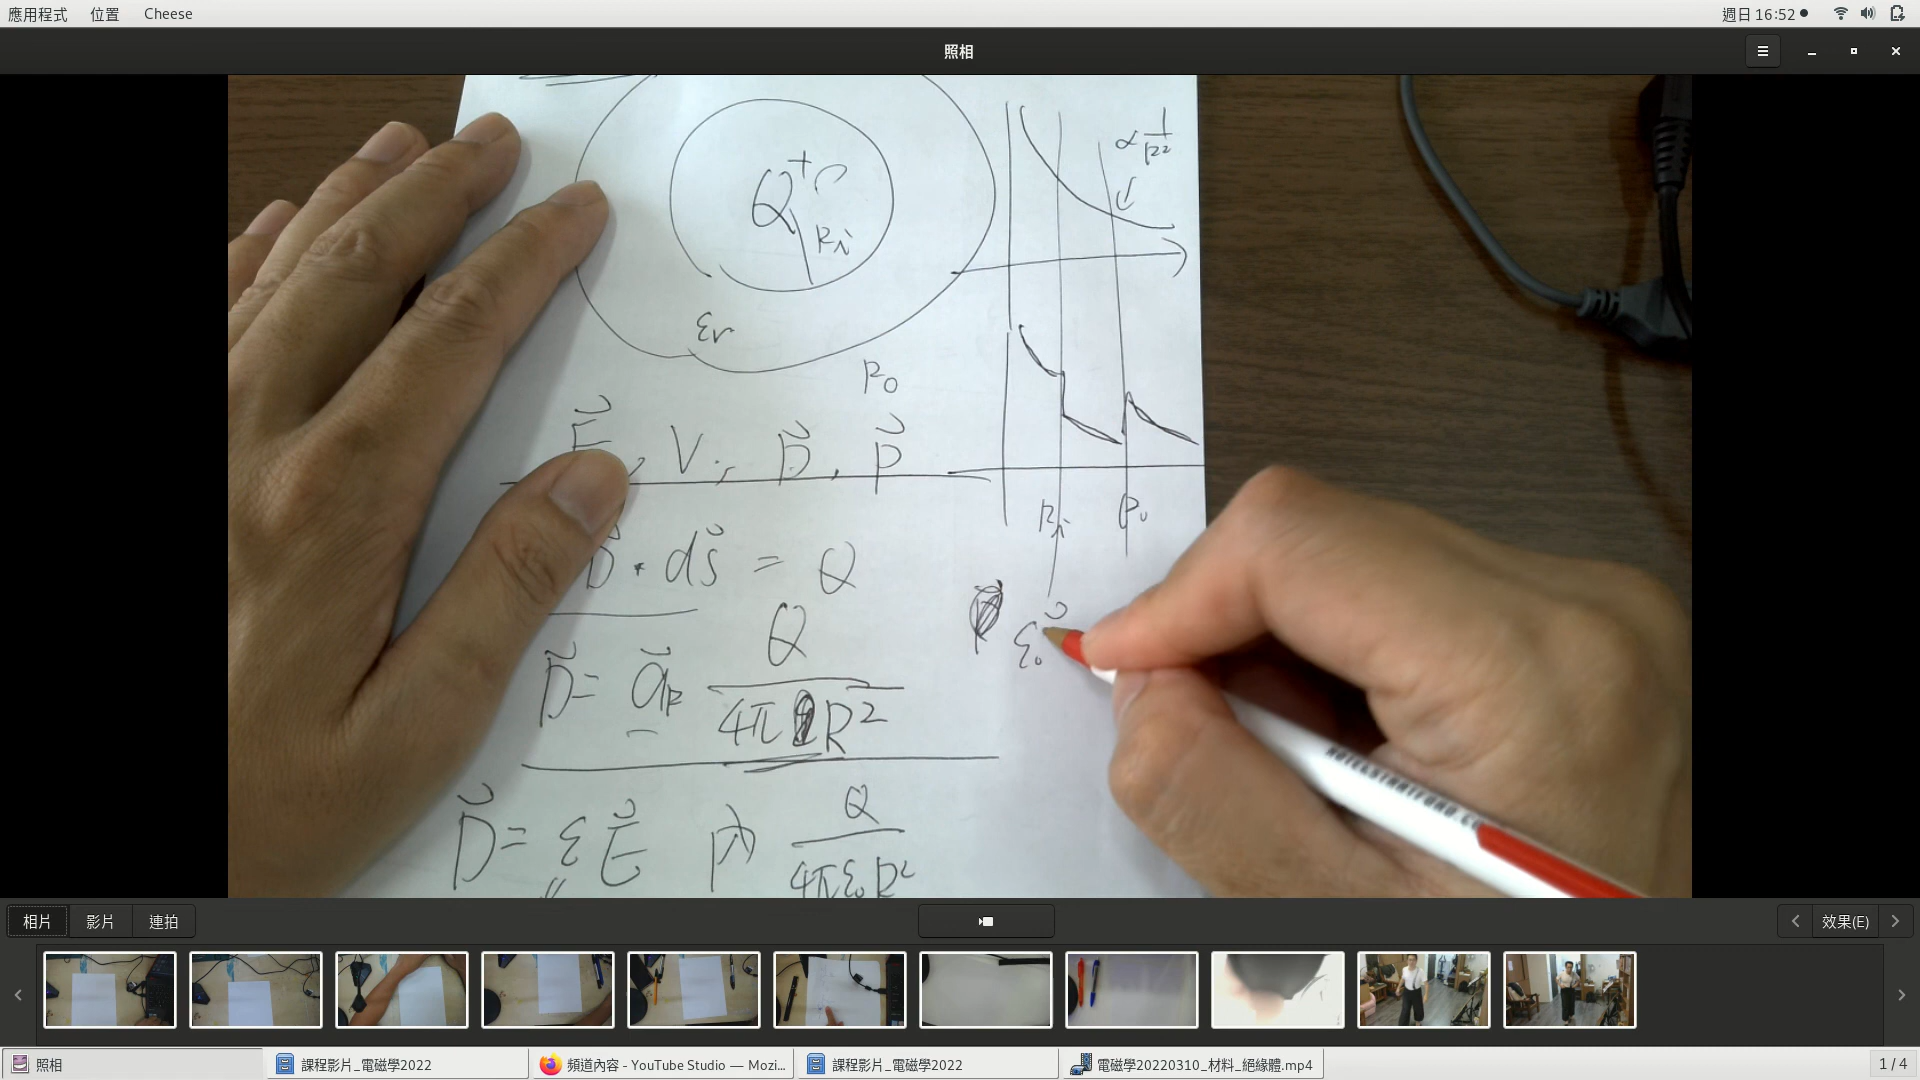 應用程式 位置 Cheese 週日 16:52
照相
Q
+
Ri
εr
Ro
∝ 1/R²
E⃗, V; D⃗, P⃗
Ri
Ro
D⃗ · ds⃗ = Q
D⃗ = a⃗R Q/4πR²
ε₀
D⃗ = εE⃗ 内 Q/4πε₀R²
相片 影片 連拍 效果(E)
照相 課程影片_電磁學2022 頻道內容 - YouTube Studio — Mozi... 課程影片_電磁學2022 電磁學20220310_材料_絕緣體.mp4 1 / 4